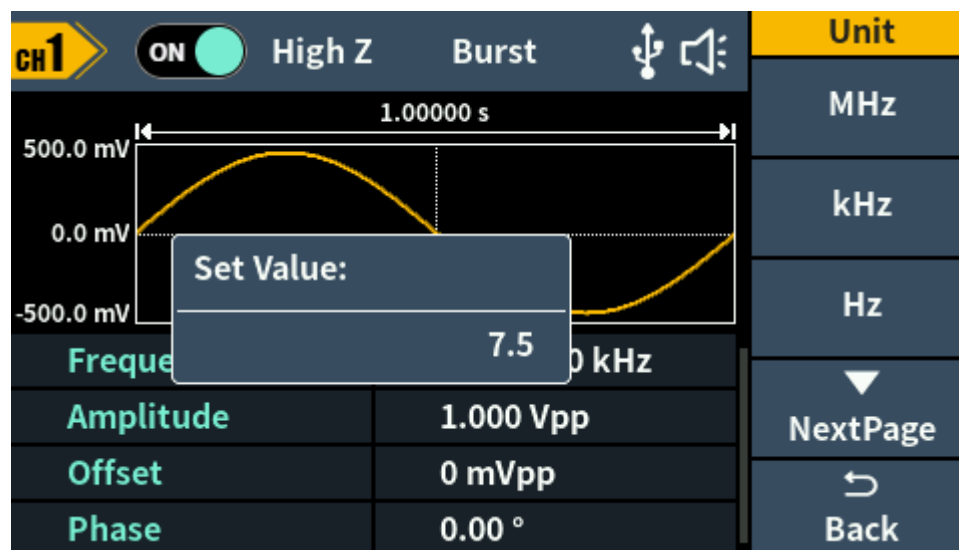 CH1 ON High Z Burst
1.00000 s
500.0 mV
0.0 mV
-500.0 mV
Set Value:
7.5
Freque 0 kHz
Amplitude 1.000 Vpp
Offset 0 mVpp
Phase 0.00 °
Unit
MHz
kHz
Hz
NextPage
Back